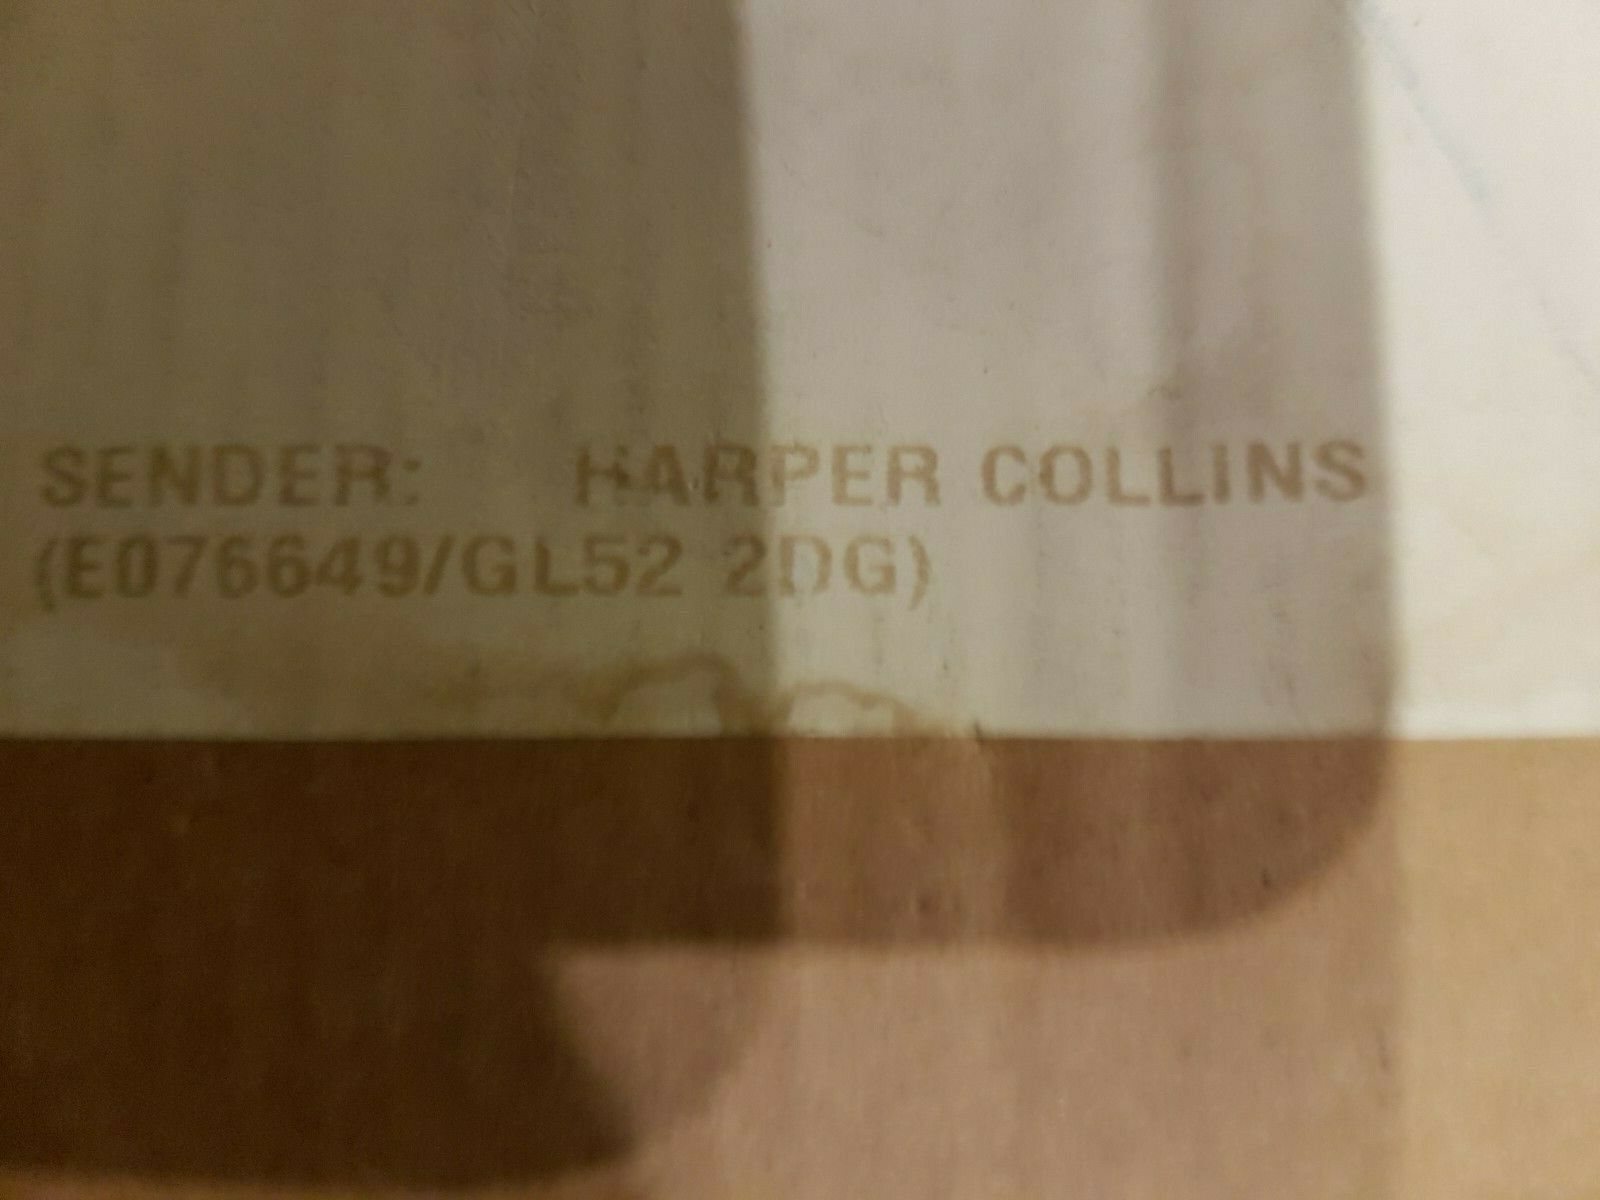 SENDER: HARPER COLLINS
(E076649/GL52 2DG)